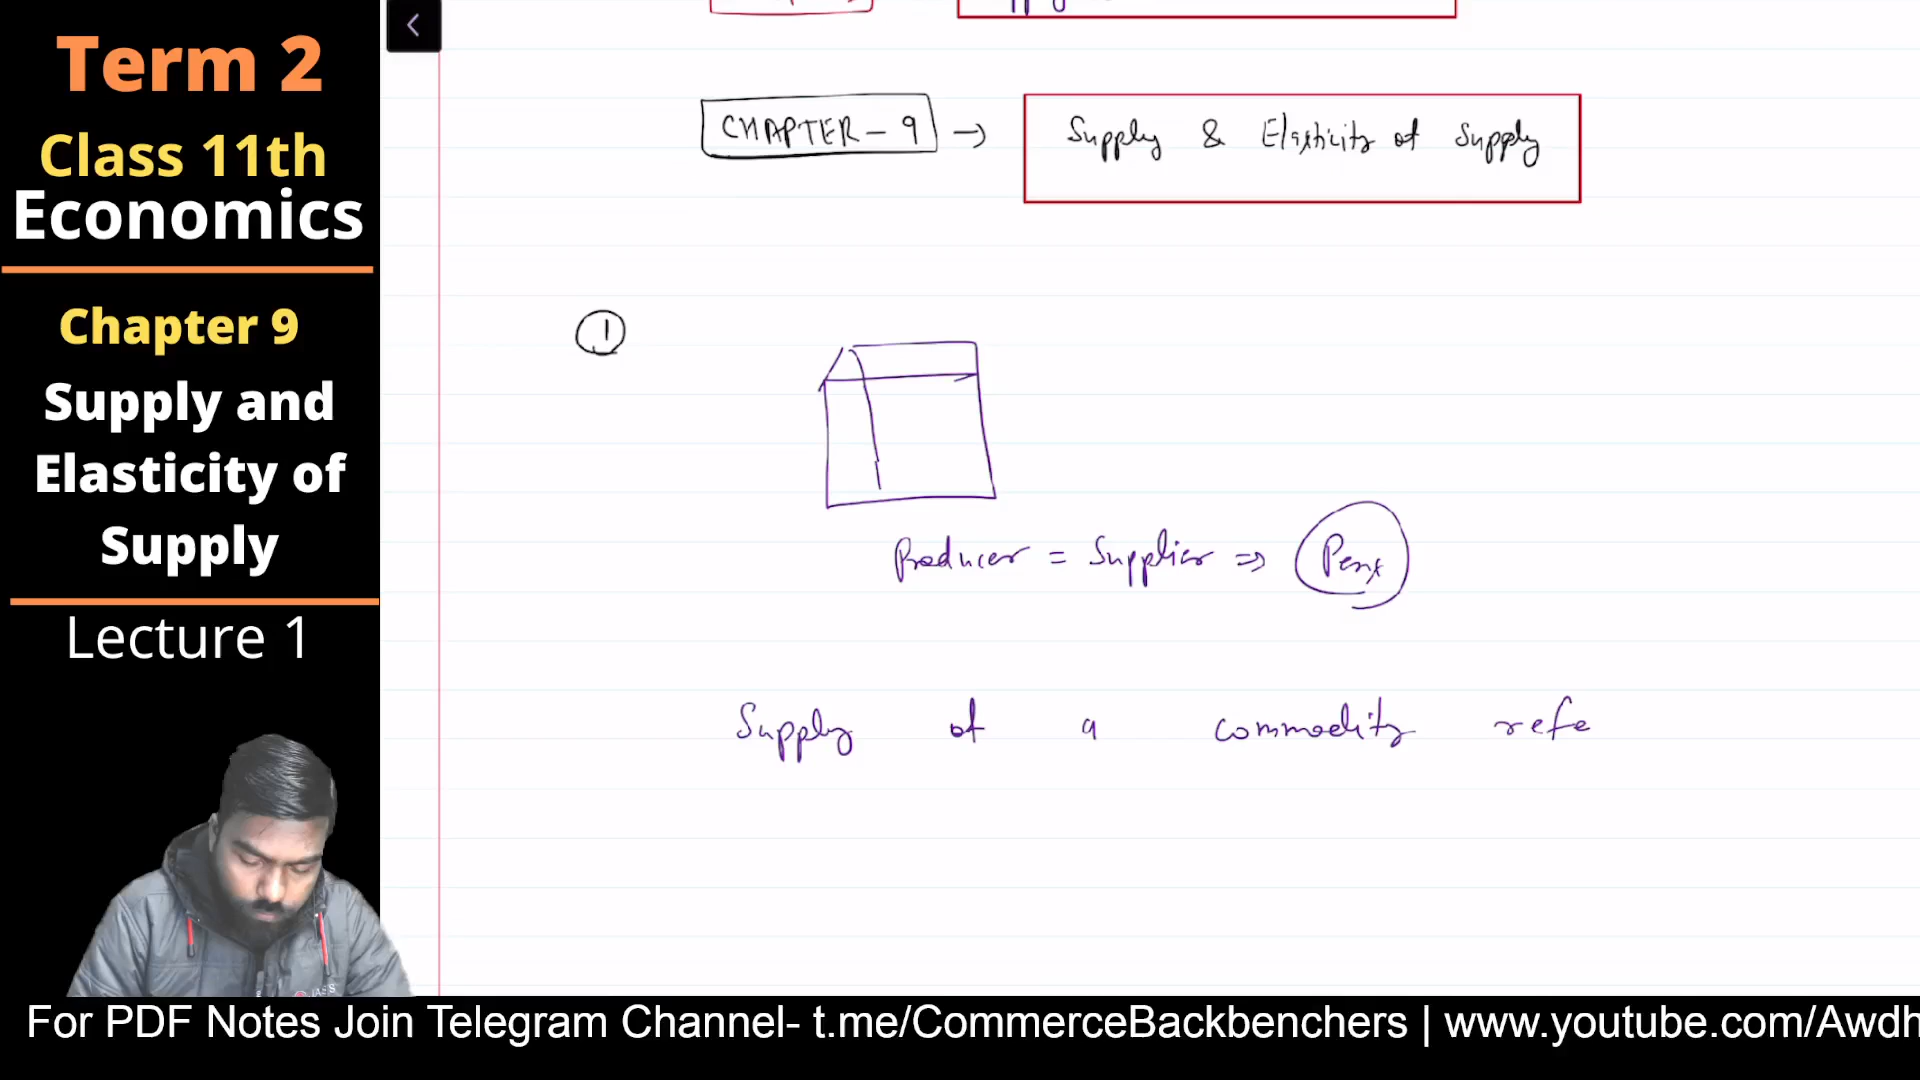 Term 2
Class 11th
Economics
Chapter 9
Supply and
Elasticity of
Supply
Lecture 1
CHAPTER - 9 → Supply & Elasticity of Supply
1
Producer = Supplier ⇒ Pens
Supply of a commodity refe
For PDF Notes Join Telegram Channel- t.me/CommerceBackbenchers | www.youtube.com/Awdh